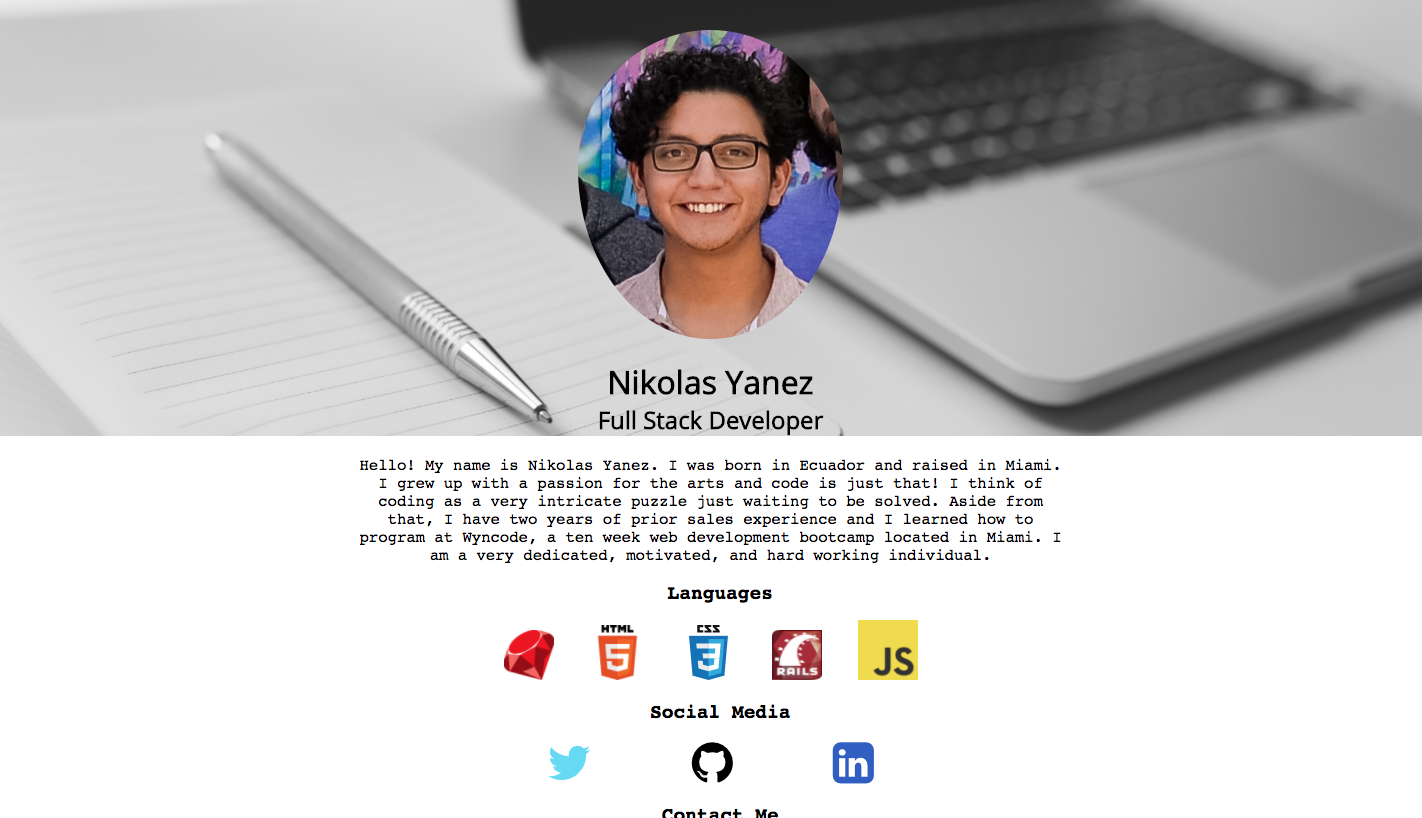 Nikolas Yanez
Full Stack Developer
Hello! My name is Nikolas Yanez. I was born in Ecuador and raised in Miami.
I grew up with a passion for the arts and code is just that! I think of
coding as a very intricate puzzle just waiting to be solved. Aside from
that, I have two years of prior sales experience and I learned how to
program at Wyncode, a ten week web development bootcamp located in Miami. I
am a very dedicated, motivated, and hard working individual.
Languages
HTML 5 CSS 3 RAILS JS
Social Media
in
Contact Me